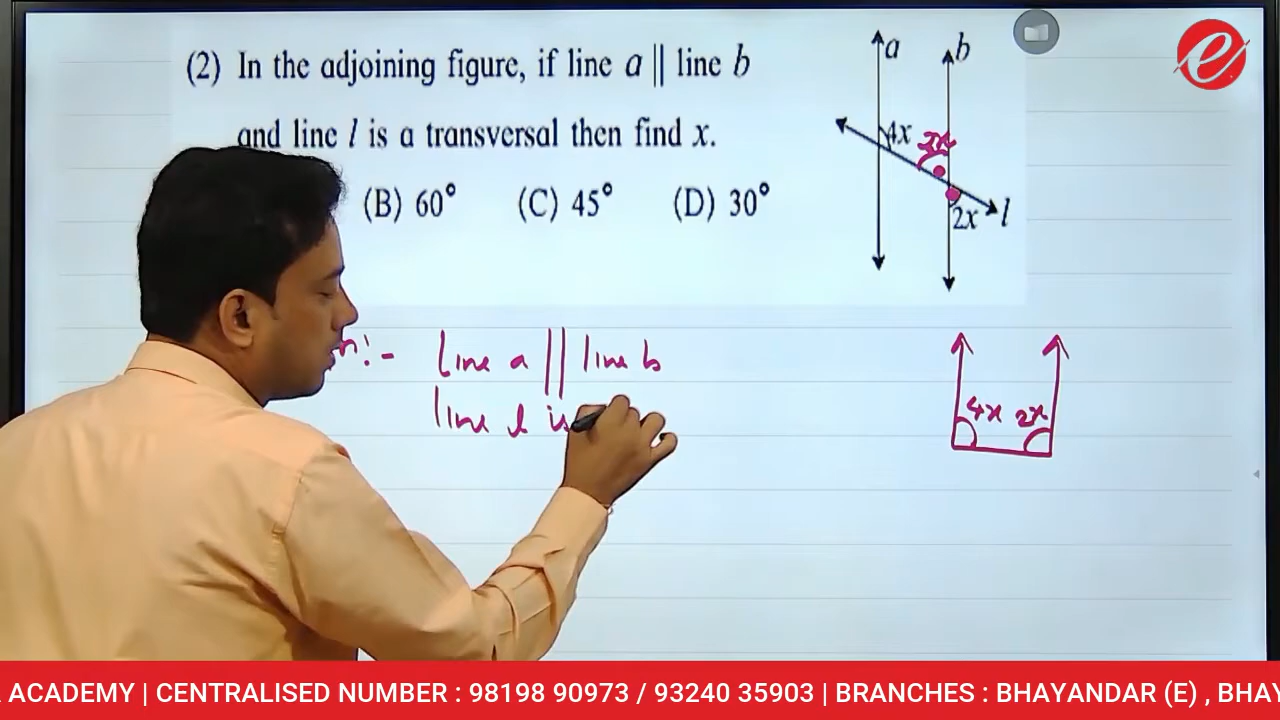 (2) In the adjoining figure, if line a || line b
and line l is a transversal then find x.
(B) 60° (C) 45° (D) 30°
a
b
4x
2x
2x
l
e
:- line a || line b
line l is
4x 2x
ACADEMY | CENTRALISED NUMBER : 98198 90973 / 93240 35903 | BRANCHES : BHAYANDAR (E) , BHAY